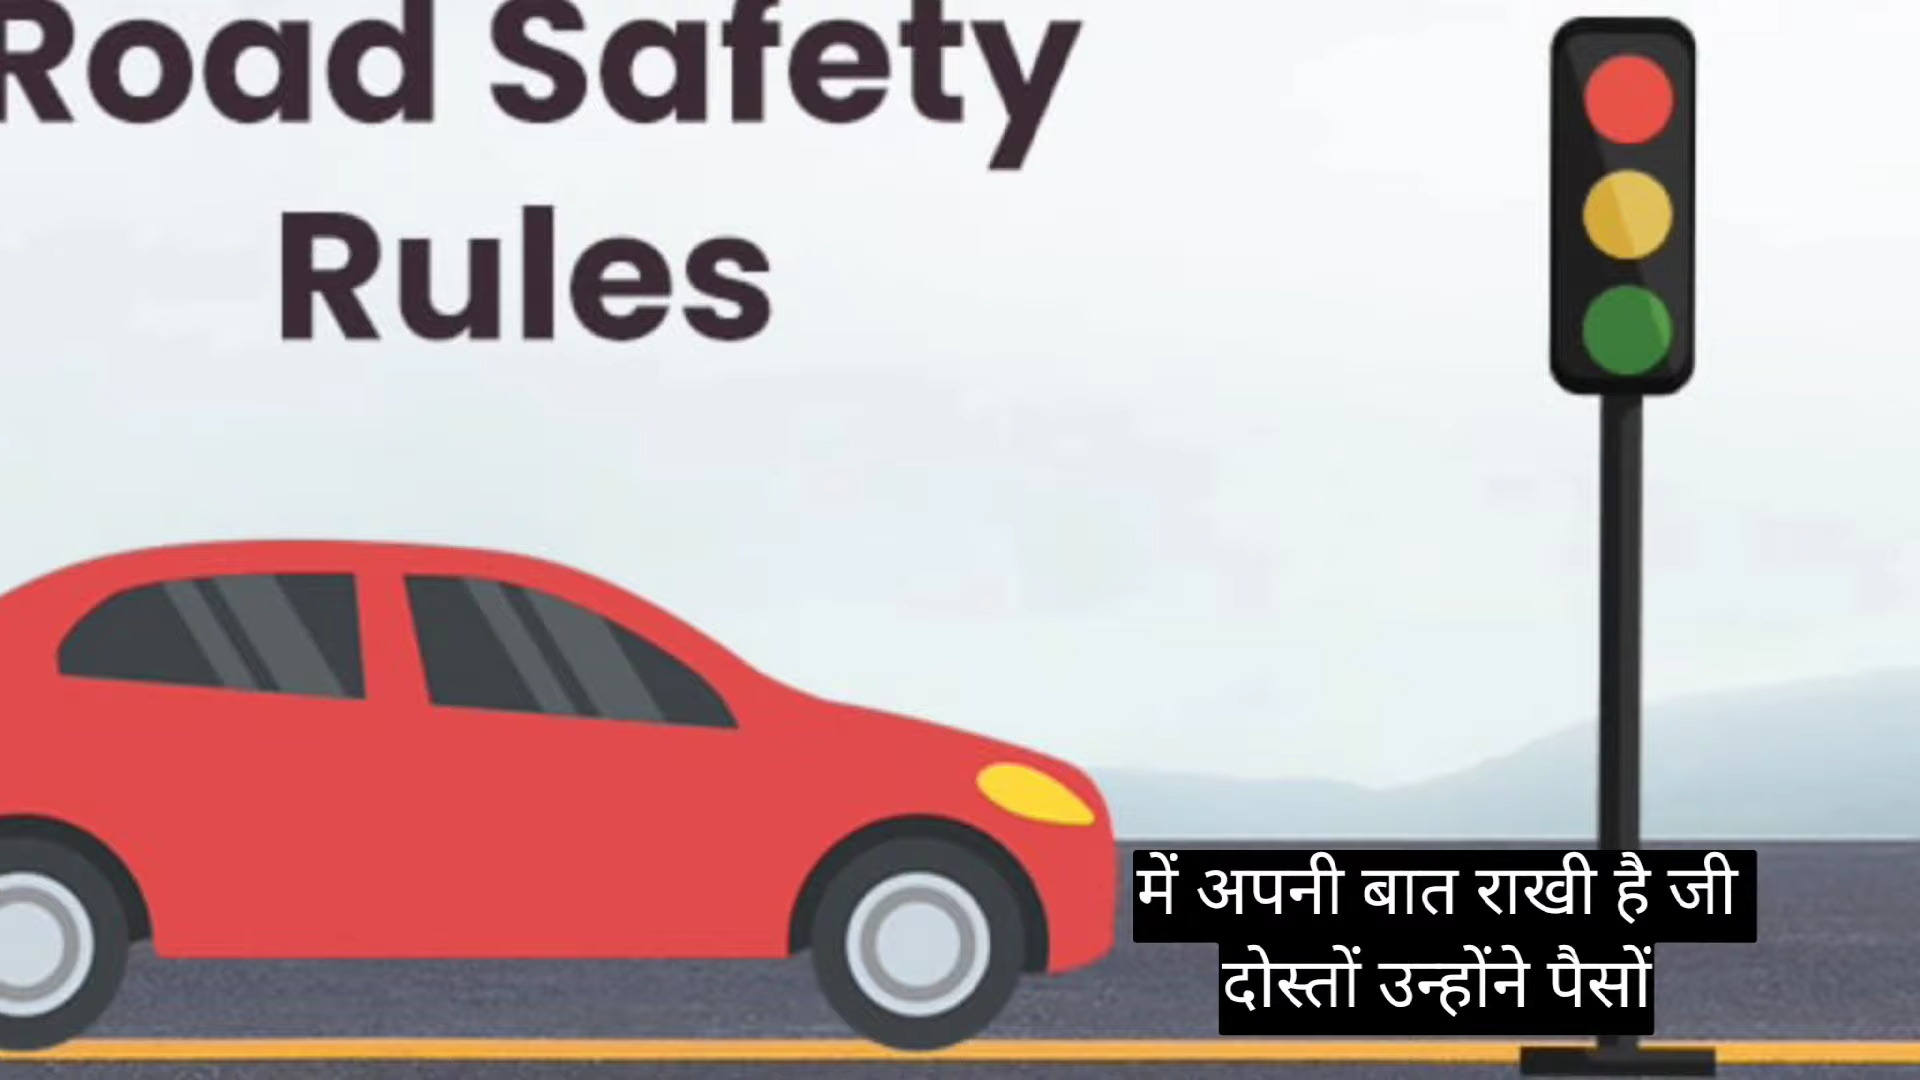 Road Safety
Rules
में अपनी बात राखी है जी
दोस्तों उन्होंने पैसों